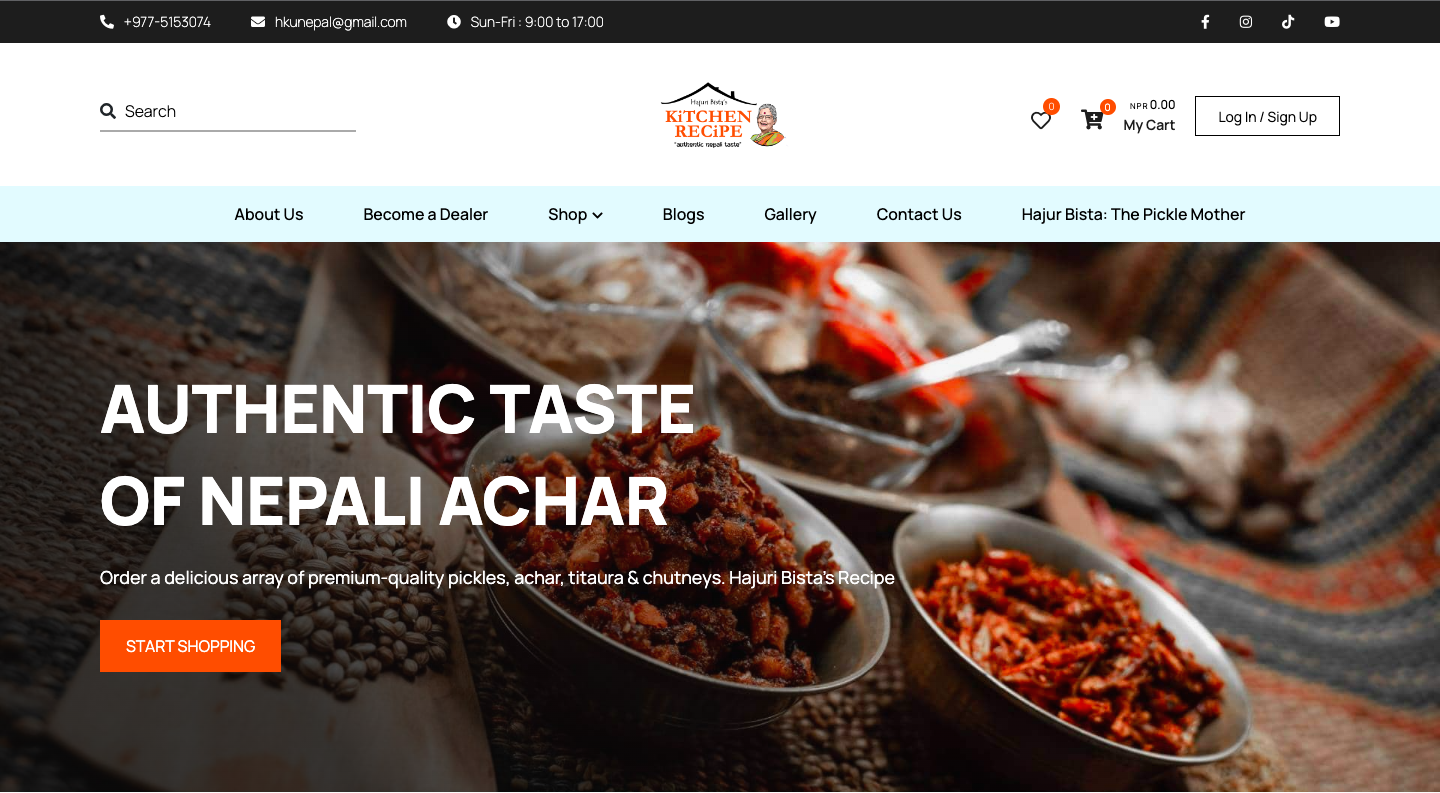 +977-5153074
hkunepal@gmail.com
Sun-Fri : 9:00 to 17:00
Search
Hajuri Bista's
KiTCHEN
RECiPE
"authentic nepali taste"
0
0
NPR 0.00
My Cart
Log In / Sign Up
About Us
Become a Dealer
Shop
Blogs
Gallery
Contact Us
Hajur Bista: The Pickle Mother
AUTHENTIC TASTE
OF NEPALI ACHAR
Order a delicious array of premium-quality pickles, achar, titaura & chutneys. Hajuri Bista's Recipe
START SHOPPING